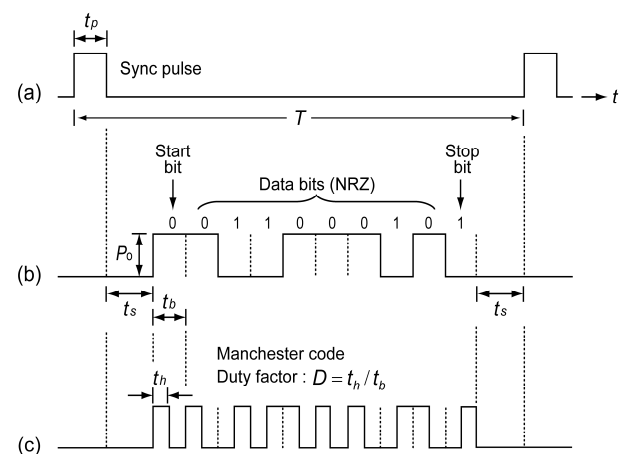 tp
Sync pulse
(a)
t
T
Start bit
Stop bit
Data bits (NRZ)
0 0 1 1 0 0 0 1 0 1
P0
(b)
ts
tb
ts
Manchester code
Duty factor : D = th / tb
th
(c)